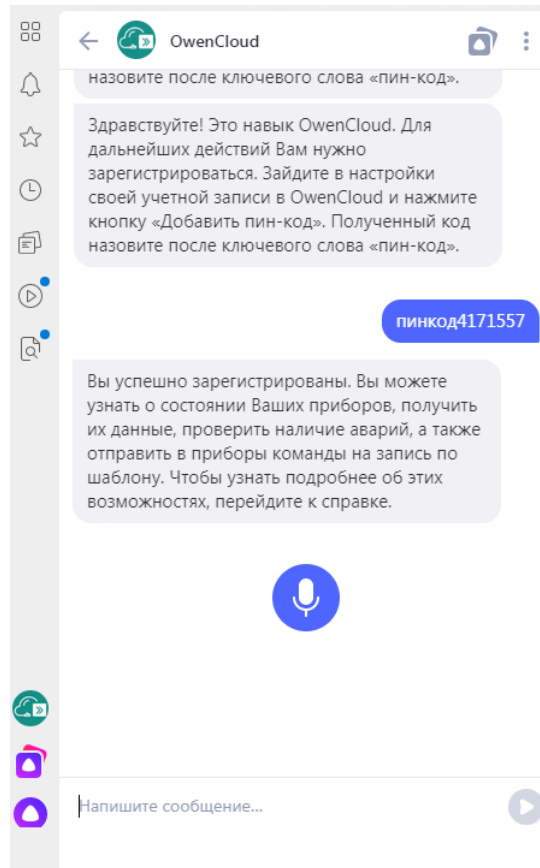 OwenCloud
назовите после ключевого слова «пин-код».
Здравствуйте! Это навык OwenCloud. Для
дальнейших действий Вам нужно
зарегистрироваться. Зайдите в настройки
своей учетной записи в OwenCloud и нажмите
кнопку «Добавить пин-код». Полученный код
назовите после ключевого слова «пин-код».
пинкод4171557
Вы успешно зарегистрированы. Вы можете
узнать о состоянии Ваших приборов, получить
их данные, проверить наличие аварий, а также
отправить в приборы команды на запись по
шаблону. Чтобы узнать подробнее об этих
возможностях, перейдите к справке.
Напишите сообщение...